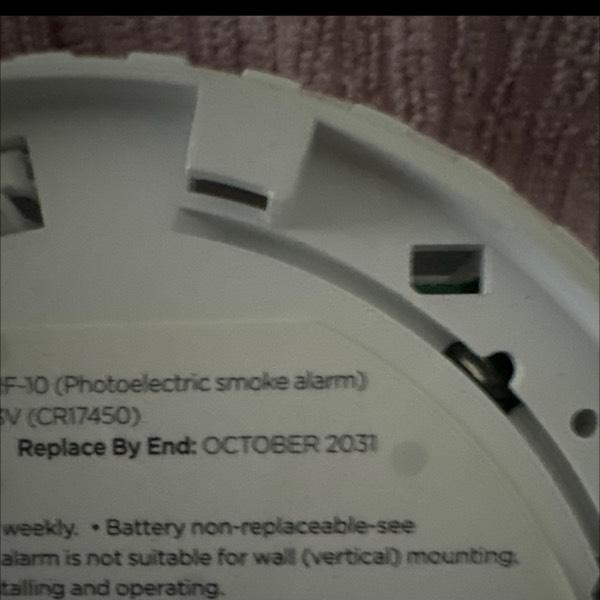 F-10 (Photoelectric smoke alarm)
3V (CR17450)
Replace By End: OCTOBER 2031
weekly. • Battery non-replaceable-see
alarm is not suitable for wall (vertical) mounting.
talling and operating.